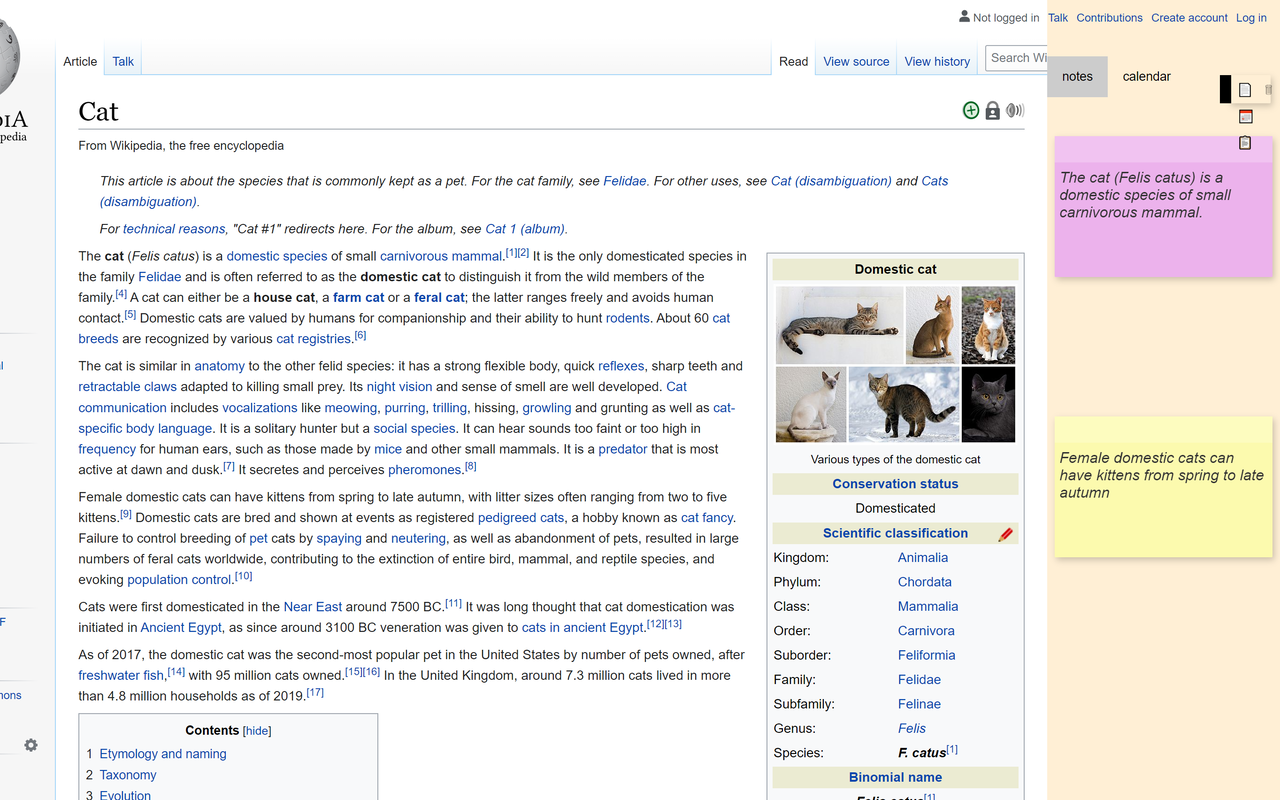 Not logged in Talk Contributions Create account Log in
Article Talk Read View source View history Search Wi
notes calendar
pedia
Cat
From Wikipedia, the free encyclopedia
This article is about the species that is commonly kept as a pet. For the cat family, see Felidae. For other uses, see Cat (disambiguation) and Cats
(disambiguation).
For technical reasons, "Cat #1" redirects here. For the album, see Cat 1 (album).
The cat (Felis catus) is a domestic species of small carnivorous mammal.[1][2] It is the only domesticated species in
the family Felidae and is often referred to as the domestic cat to distinguish it from the wild members of the
family.[4] A cat can either be a house cat, a farm cat or a feral cat; the latter ranges freely and avoids human
contact.[5] Domestic cats are valued by humans for companionship and their ability to hunt rodents. About 60 cat
breeds are recognized by various cat registries.[6]
The cat is similar in anatomy to the other felid species: it has a strong flexible body, quick reflexes, sharp teeth and
retractable claws adapted to killing small prey. Its night vision and sense of smell are well developed. Cat
communication includes vocalizations like meowing, purring, trilling, hissing, growling and grunting as well as cat-
specific body language. It is a solitary hunter but a social species. It can hear sounds too faint or too high in
frequency for human ears, such as those made by mice and other small mammals. It is a predator that is most
active at dawn and dusk.[7] It secretes and perceives pheromones.[8]
Female domestic cats can have kittens from spring to late autumn, with litter sizes often ranging from two to five
kittens.[9] Domestic cats are bred and shown at events as registered pedigreed cats, a hobby known as cat fancy.
Failure to control breeding of pet cats by spaying and neutering, as well as abandonment of pets, resulted in large
numbers of feral cats worldwide, contributing to the extinction of entire bird, mammal, and reptile species, and
evoking population control.[10]
Cats were first domesticated in the Near East around 7500 BC.[11] It was long thought that cat domestication was
initiated in Ancient Egypt, as since around 3100 BC veneration was given to cats in ancient Egypt.[12][13]
As of 2017, the domestic cat was the second-most popular pet in the United States by number of pets owned, after
freshwater fish,[14] with 95 million cats owned.[15][16] In the United Kingdom, around 7.3 million cats lived in more
than 4.8 million households as of 2019.[17]
Contents [hide]
1 Etymology and naming
2 Taxonomy
3 Evolution
Domestic cat
Various types of the domestic cat
Conservation status
Domesticated
Scientific classification
Kingdom: Animalia
Phylum: Chordata
Class: Mammalia
Order: Carnivora
Suborder: Feliformia
Family: Felidae
Subfamily: Felinae
Genus: Felis
Species: F. catus[1]
Binomial name
Felis catus[1]
The cat (Felis catus) is a
domestic species of small
carnivorous mammal.
Female domestic cats can
have kittens from spring to late
autumn